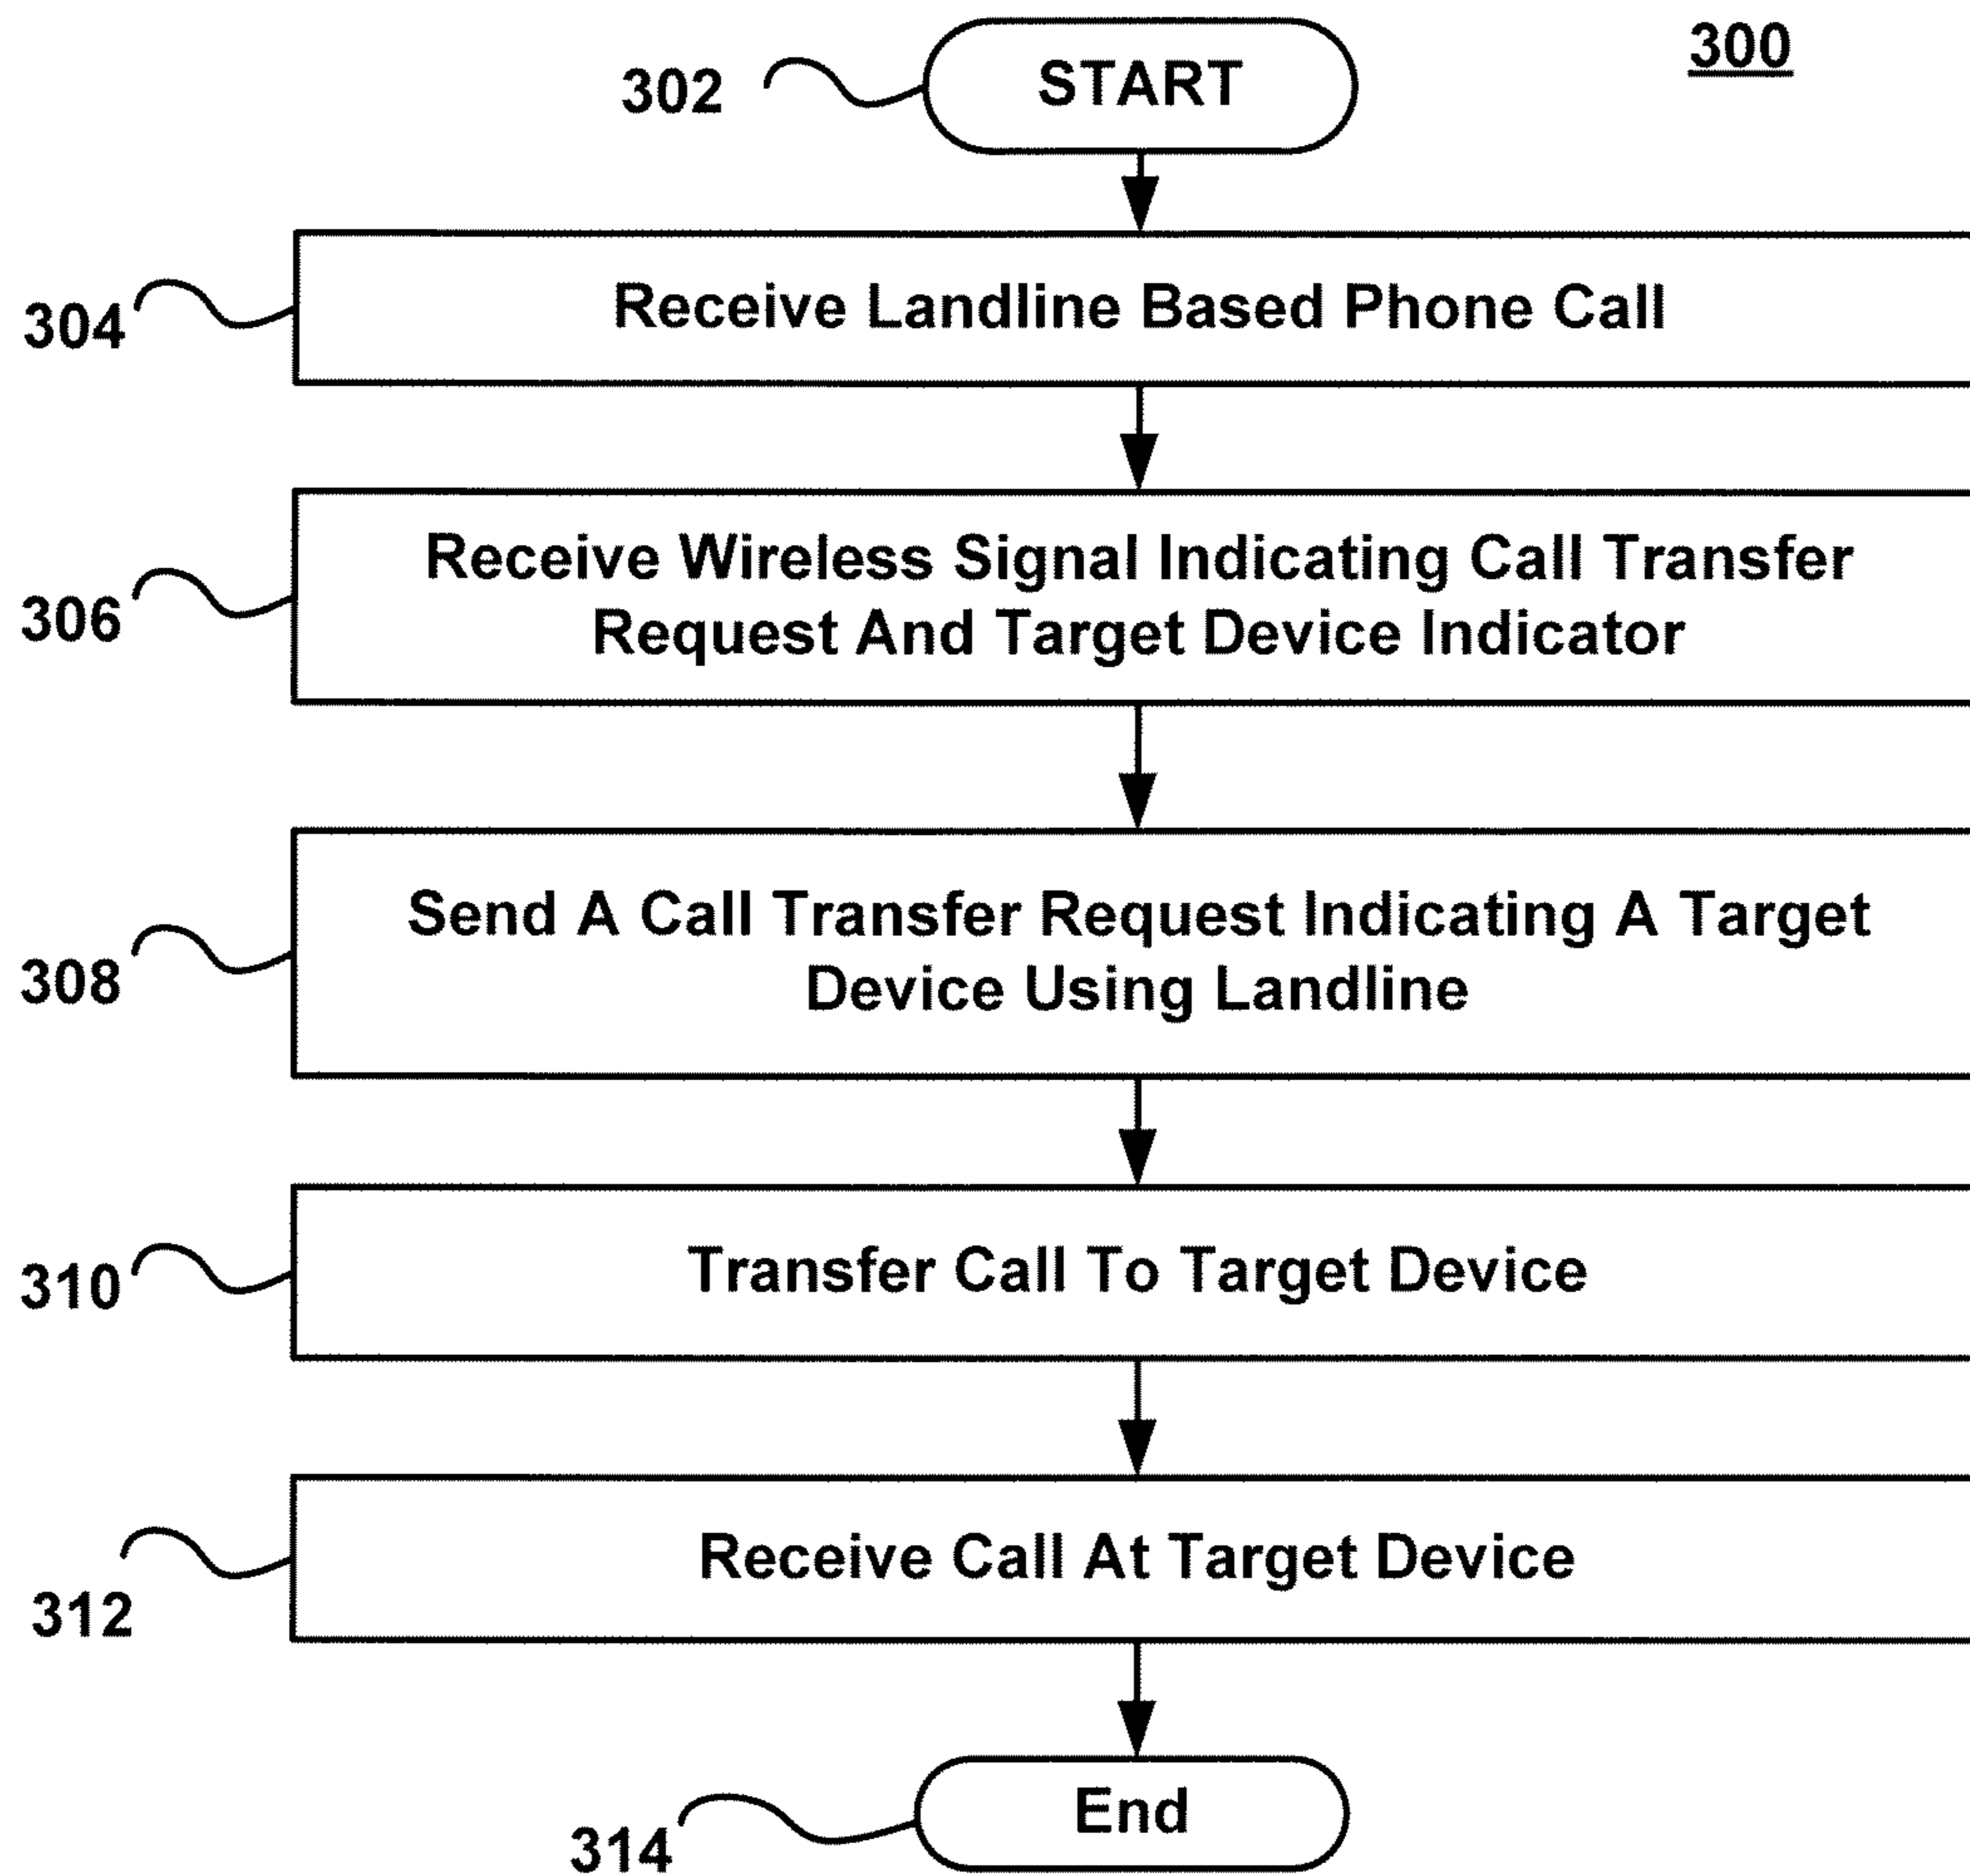 300
302
START
304
Receive Landline Based Phone Call
306
Receive Wireless Signal Indicating Call Transfer
Request And Target Device Indicator
308
Send A Call Transfer Request Indicating A Target
Device Using Landline
310
Transfer Call To Target Device
312
Receive Call At Target Device
314
End